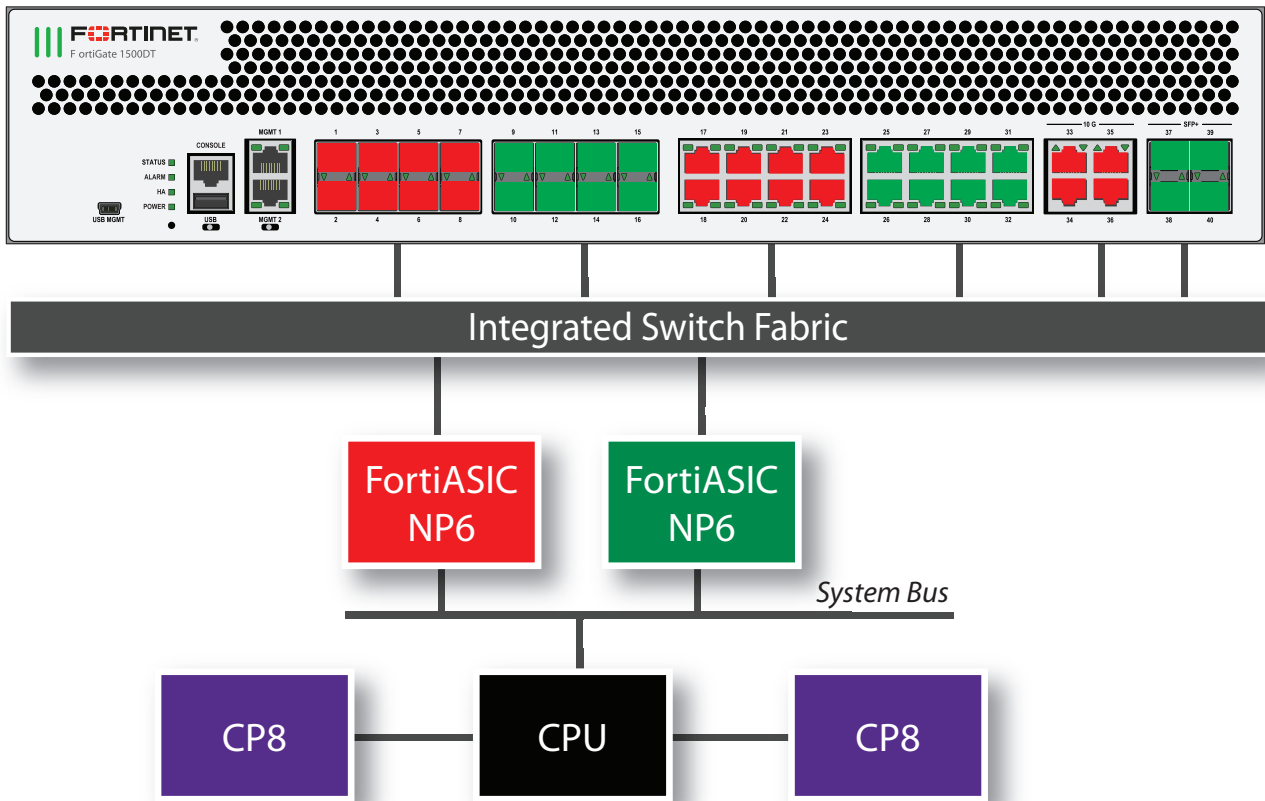 FORTINET
FortiGate 1500DT
MGMT 1
1 3 5 7
9 11 13 15
17 19 21 23
25 27 29 31
10 G
33 35
SFP+
37 39
CONSOLE
STATUS
ALARM
HA
POWER
USB MGMT
USB
MGMT 2
2 4 6 8
10 12 14 16
18 20 22 24
26 28 30 32
34 36
38 40
Integrated Switch Fabric
FortiASIC
NP6
FortiASIC
NP6
System Bus
CP8
CPU
CP8